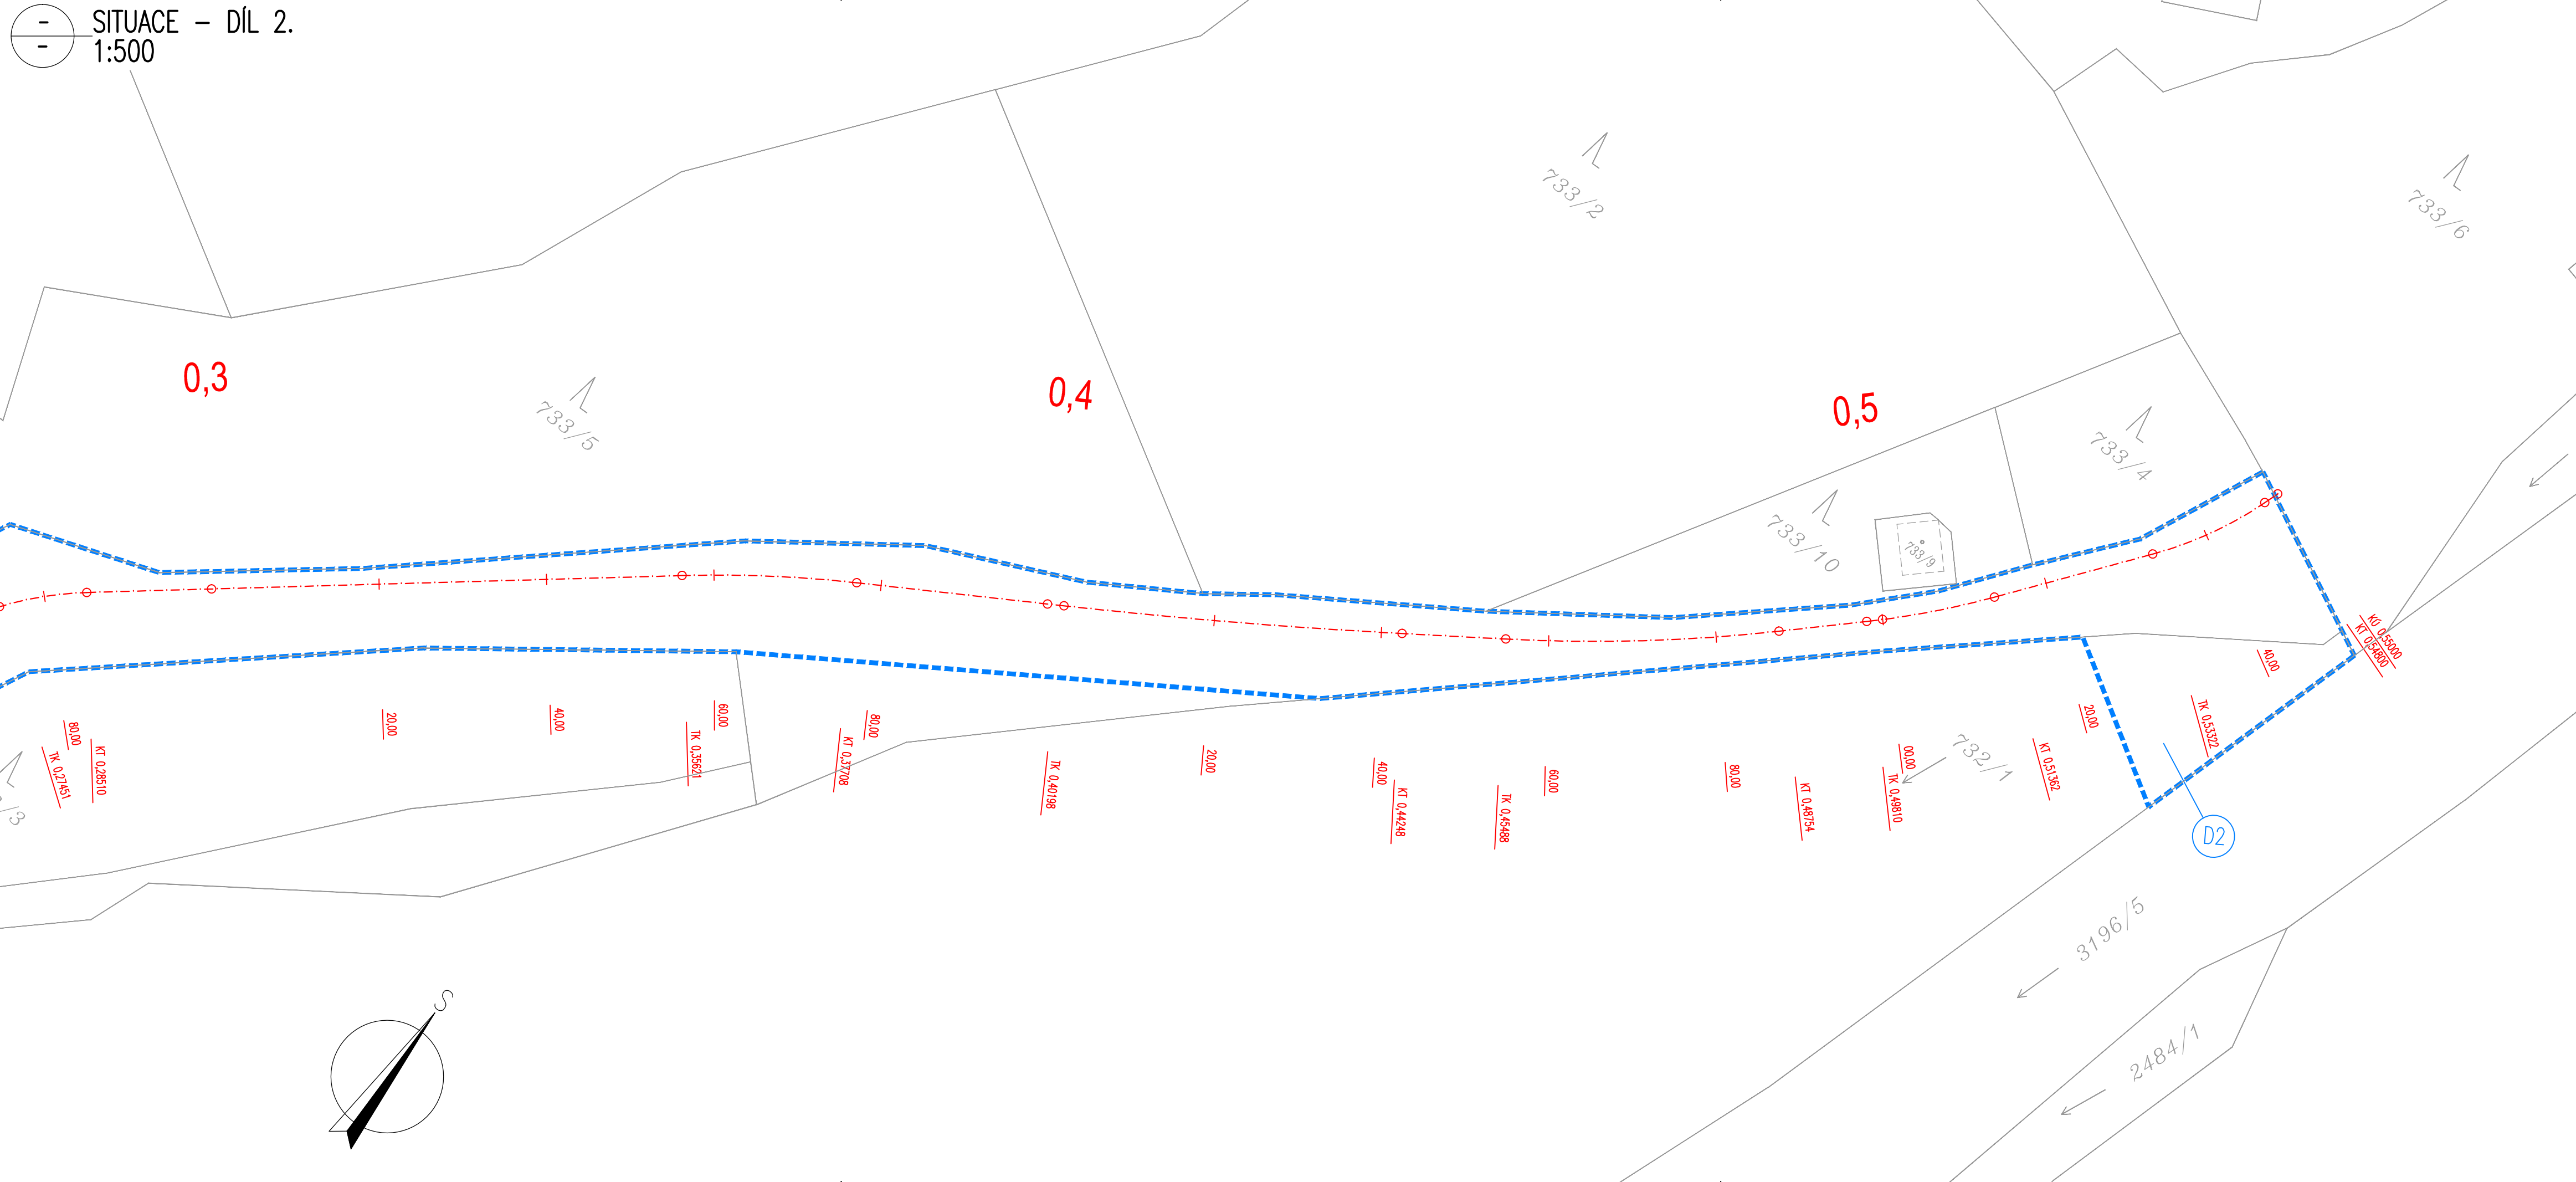 -
-
SITUACE - DÍL 2.
1:500
733/2
733/6
0,3
0,4
0,5
733/5
733/4
733/10
733/9
KÚ 0,55000
KT 0,54800
40,00
80,00
TK 0,27451
KT 0,28510
20,00
40,00
TK 0,35621
60,00
KT 0,37708
80,00
TK 0,40198
20,00
40,00
KT 0,44248
TK 0,45488
60,00
80,00
KT 0,48754
TK 0,49810
00,00
732/1
KT 0,51362
20,00
TK 0,53322
D2
/3
3196/5
2484/1
S